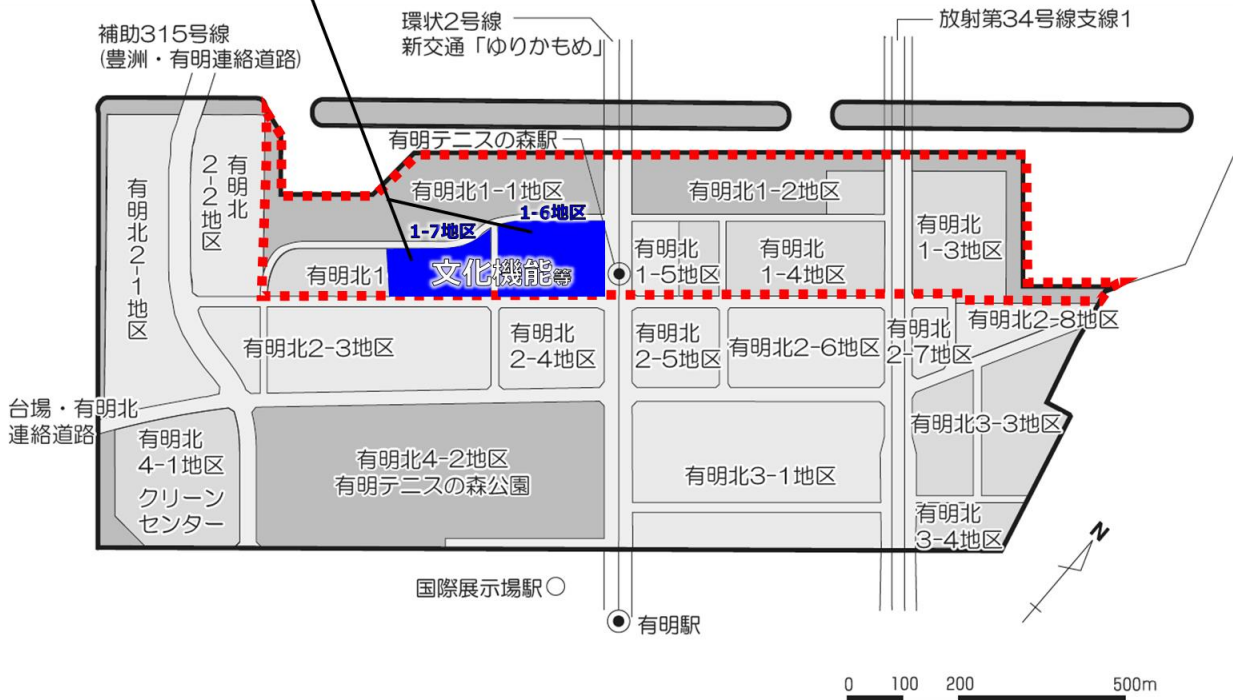 補助315号線
(豊洲・有明連絡道路)
環状2号線
新交通「ゆりかもめ」
放射第34号線支線1
有明テニスの森駅
有明北1-1地区
有明北1-2地区
有明北
2-2地区
有明北2-1地区
1-6地区
1-7地区
有明北
1-3地区
有明北
1-5地区
有明北
1-4地区
有明北1
文化機能等
有明北2-3地区
有明北
2-4地区
有明北
2-5地区
有明北2-6地区
有明北
2-7地区
有明北2-8地区
台場・有明北
連絡道路
有明北
4-1地区
クリーン
センター
有明北4-2地区
有明テニスの森公園
有明北3-1地区
有明北3-3地区
有明北
3-4地区
N
国際展示場駅
有明駅
0 100 200 500m